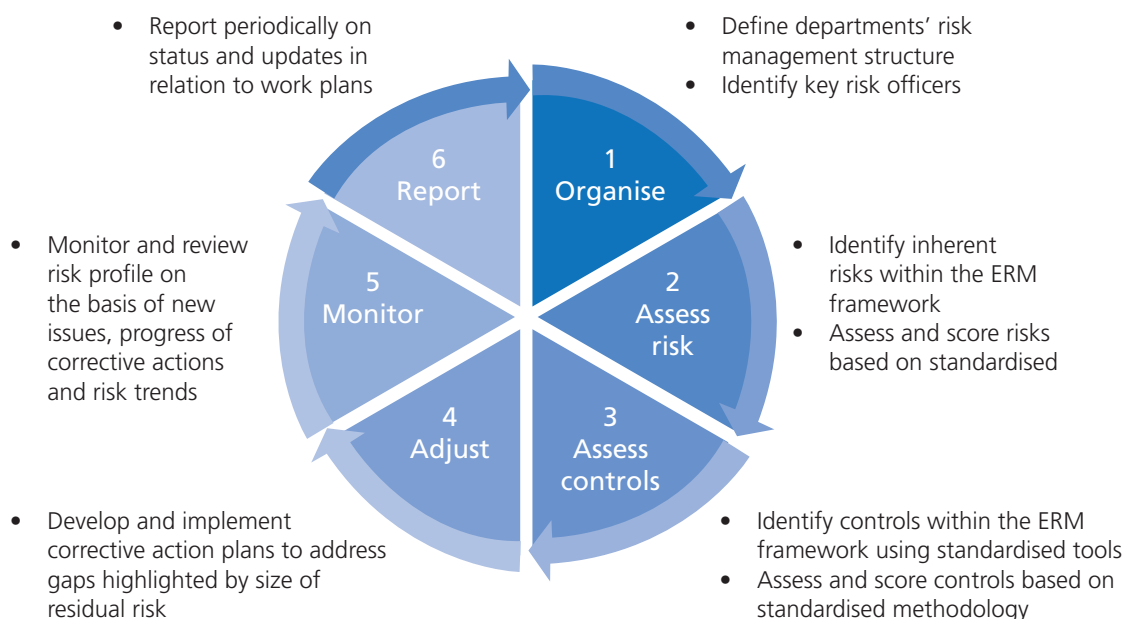 • Report periodically on
status and updates in
relation to work plans
• Define departments’ risk
management structure
• Identify key risk officers
6
Report
1
Organise
• Monitor and review
risk profile on
the basis of new
issues, progress of
corrective actions
and risk trends
5
Monitor
2
Assess
risk
• Identify inherent
risks within the ERM
framework
• Assess and score risks
based on standardised
4
Adjust
3
Assess
controls
• Develop and implement
corrective action plans to address
gaps highlighted by size of
residual risk
• Identify controls within the ERM
framework using standardised tools
• Assess and score controls based on
standardised methodology